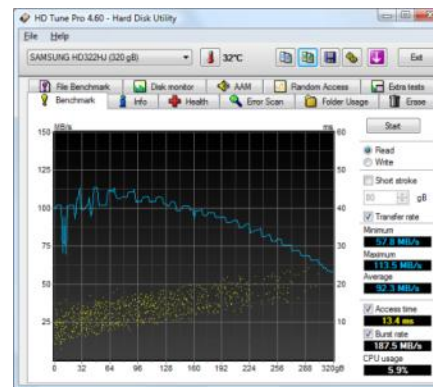 HD Tune Pro 4.60 - Hard Disk Utility
File Help
SAMSUNG HD322HJ (320 gB) 32°C Exit
File Benchmark Disk monitor AAM Random Access Extra tests
Benchmark Info Health Error Scan Folder Usage Erase
MB/s ms
150 60
125 50
100 40
75 30
50 20
25 10
0 32 64 96 128 160 192 224 256 288 320gB
Start
Read
Write
Short stroke
80 gB
Transfer rate
Minimum
57.8 MB/s
Maximum
113.5 MB/s
Average
92.3 MB/s
Access time
13.4 ms
Burst rate
187.5 MB/s
CPU usage
5.9%